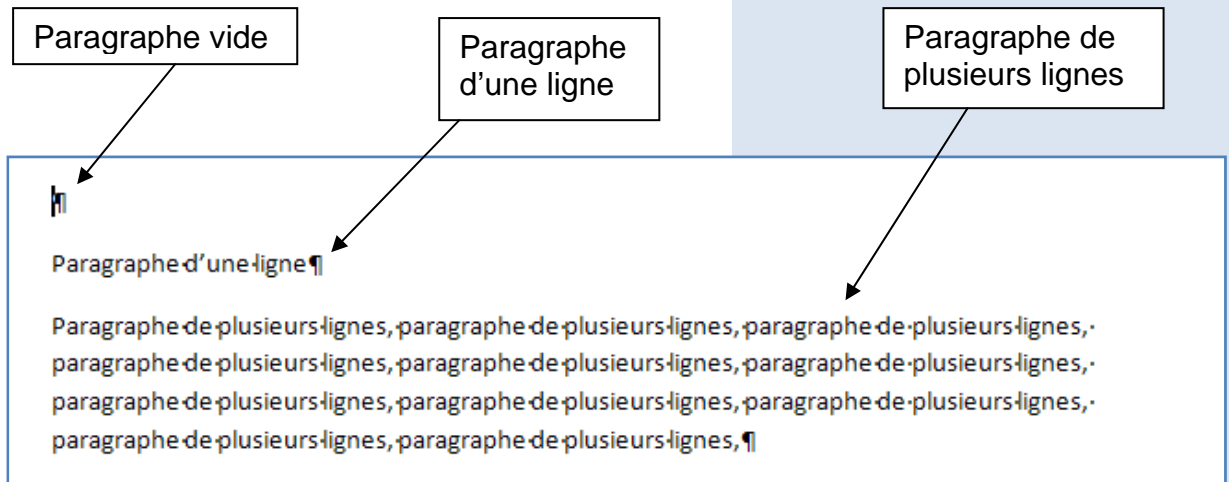 Paragraphe vide
Paragraphe
d'une ligne
Paragraphe de
plusieurs lignes
¶
Paragraphe·d'une·ligne¶
Paragraphe·de·plusieurs·lignes,·paragraphe·de·plusieurs·lignes,·paragraphe·de·plusieurs·lignes,·
paragraphe·de·plusieurs·lignes,·paragraphe·de·plusieurs·lignes,·paragraphe·de·plusieurs·lignes,·
paragraphe·de·plusieurs·lignes,·paragraphe·de·plusieurs·lignes,·paragraphe·de·plusieurs·lignes,·
paragraphe·de·plusieurs·lignes,·paragraphe·de·plusieurs·lignes,¶